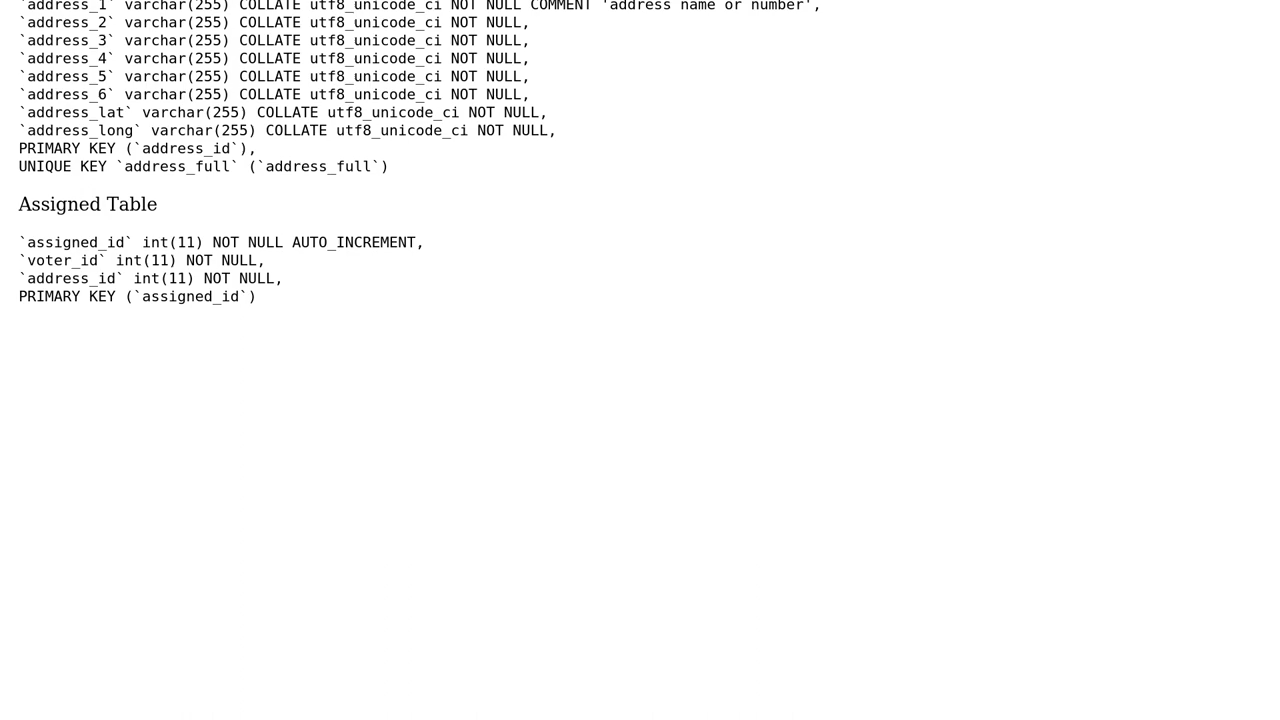 `address_1` varchar(255) COLLATE utf8_unicode_ci NOT NULL COMMENT 'address name or number',
`address_2` varchar(255) COLLATE utf8_unicode_ci NOT NULL,
`address_3` varchar(255) COLLATE utf8_unicode_ci NOT NULL,
`address_4` varchar(255) COLLATE utf8_unicode_ci NOT NULL,
`address_5` varchar(255) COLLATE utf8_unicode_ci NOT NULL,
`address_6` varchar(255) COLLATE utf8_unicode_ci NOT NULL,
`address_lat` varchar(255) COLLATE utf8_unicode_ci NOT NULL,
`address_long` varchar(255) COLLATE utf8_unicode_ci NOT NULL,
PRIMARY KEY (`address_id`),
UNIQUE KEY `address_full` (`address_full`)
Assigned Table
`assigned_id` int(11) NOT NULL AUTO_INCREMENT,
`voter_id` int(11) NOT NULL,
`address_id` int(11) NOT NULL,
PRIMARY KEY (`assigned_id`)